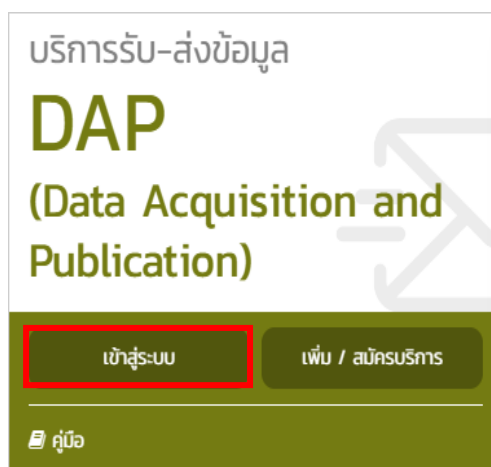 บริการรับ-ส่งข้อมูล
DAP
(Data Acquisition and
Publication)
เข้าสู่ระบบ เพิ่ม / สมัครบริการ
คู่มือ